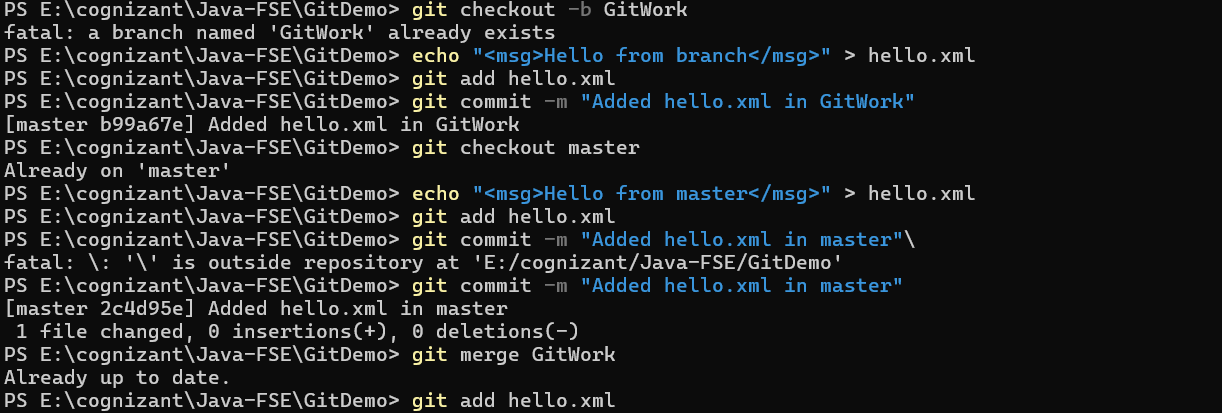 PS E:\cognizant\Java-FSE\GitDemo> git checkout -b GitWork
fatal: a branch named 'GitWork' already exists
PS E:\cognizant\Java-FSE\GitDemo> echo "<msg>Hello from branch</msg>" > hello.xml
PS E:\cognizant\Java-FSE\GitDemo> git add hello.xml
PS E:\cognizant\Java-FSE\GitDemo> git commit -m "Added hello.xml in GitWork"
[master b99a67e] Added hello.xml in GitWork
PS E:\cognizant\Java-FSE\GitDemo> git checkout master
Already on 'master'
PS E:\cognizant\Java-FSE\GitDemo> echo "<msg>Hello from master</msg>" > hello.xml
PS E:\cognizant\Java-FSE\GitDemo> git add hello.xml
PS E:\cognizant\Java-FSE\GitDemo> git commit -m "Added hello.xml in master"\
fatal: \: '\' is outside repository at 'E:/cognizant/Java-FSE/GitDemo'
PS E:\cognizant\Java-FSE\GitDemo> git commit -m "Added hello.xml in master"
[master 2c4d95e] Added hello.xml in master
 1 file changed, 0 insertions(+), 0 deletions(-)
PS E:\cognizant\Java-FSE\GitDemo> git merge GitWork
Already up to date.
PS E:\cognizant\Java-FSE\GitDemo> git add hello.xml